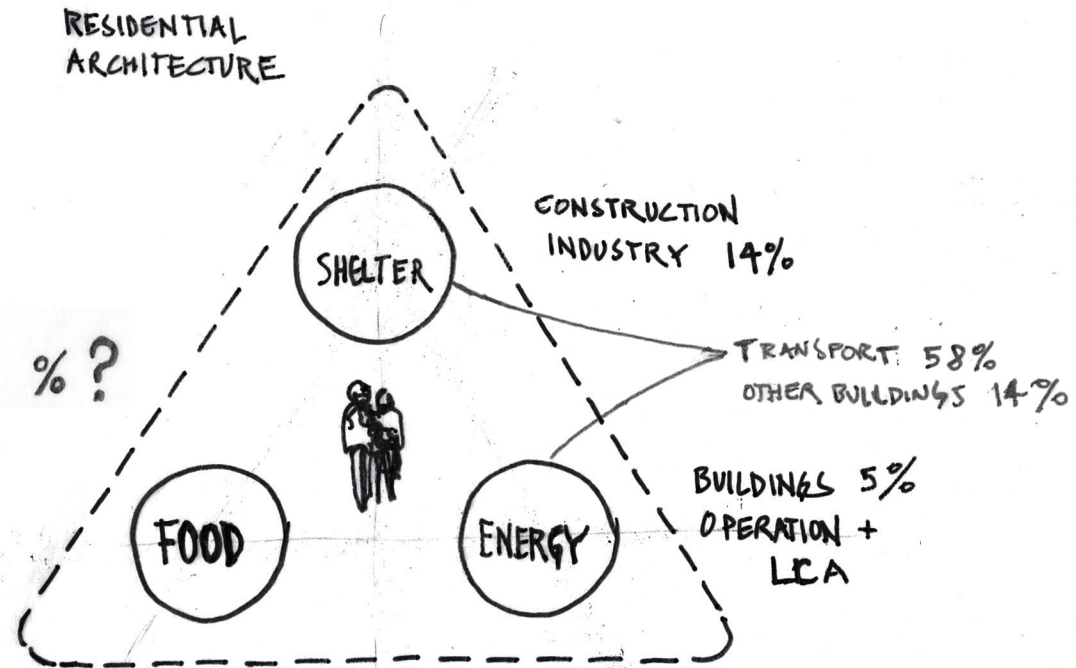 RESIDENTIAL
ARCHITECTURE
CONSTRUCTION
INDUSTRY 14%
SHELTER
% ?
TRANSPORT: 58%
OTHER BUILDINGS 14%
BUILDINGS 5%
OPERATION +
LCA
FOOD
ENERGY